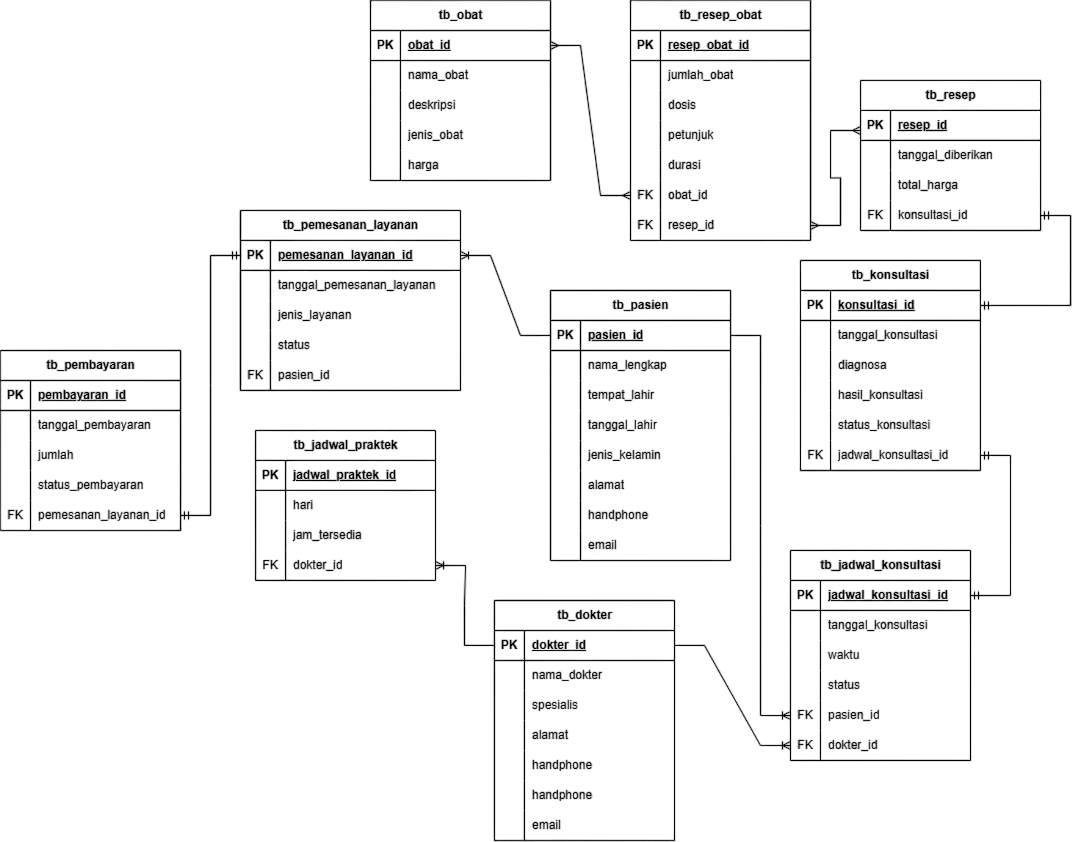 tb_obat
PK obat_id
nama_obat
deskripsi
jenis_obat
harga
tb_resep_obat
PK resep_obat_id
jumlah_obat
dosis
petunjuk
durasi
FK obat_id
FK resep_id
tb_resep
PK resep_id
tanggal_diberikan
total_harga
FK konsultasi_id
tb_pemesanan_layanan
PK pemesanan_layanan_id
tanggal_pemesanan_layanan
jenis_layanan
status
FK pasien_id
tb_konsultasi
PK konsultasi_id
tanggal_konsultasi
diagnosa
hasil_konsultasi
status_konsultasi
FK jadwal_konsultasi_id
tb_pasien
PK pasien_id
nama_lengkap
tempat_lahir
tanggal_lahir
jenis_kelamin
alamat
handphone
email
tb_pembayaran
PK pembayaran_id
tanggal_pembayaran
jumlah
status_pembayaran
FK pemesanan_layanan_id
tb_jadwal_praktek
PK jadwal_praktek_id
hari
jam_tersedia
FK dokter_id
tb_jadwal_konsultasi
PK jadwal_konsultasi_id
tanggal_konsultasi
waktu
status
FK pasien_id
FK dokter_id
tb_dokter
PK dokter_id
nama_dokter
spesialis
alamat
handphone
handphone
email